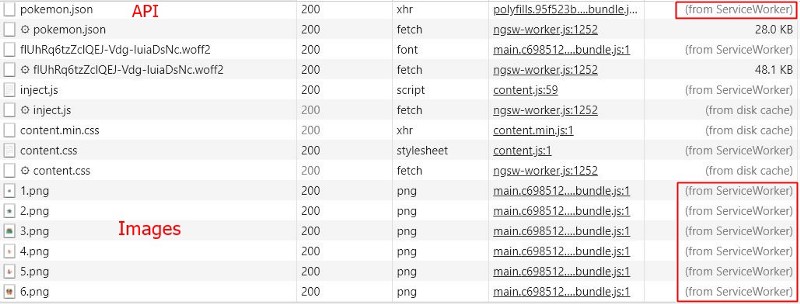 pokemon.json API 200 xhr polyfills.95f523b....bundle.j... (from ServiceWorker)
⚙ pokemon.json 200 fetch ngsw-worker.js:1252 28.0 KB
flUhRq6tzZclQEJ-Vdg-IuiaDsNc.woff2 200 font main.c698512....bundle.js:1 (from ServiceWorker)
⚙ flUhRq6tzZclQEJ-Vdg-IuiaDsNc.woff2 200 fetch ngsw-worker.js:1252 48.1 KB
inject.js 200 script content.js:59 (from ServiceWorker)
⚙ inject.js 200 fetch ngsw-worker.js:1252 (from disk cache)
content.min.css 200 xhr content.min.js:1 (from ServiceWorker)
content.css 200 stylesheet content.js:1 (from ServiceWorker)
⚙ content.css 200 fetch ngsw-worker.js:1252 (from disk cache)
1.png 200 png main.c698512....bundle.js:1 (from ServiceWorker)
2.png 200 png main.c698512....bundle.js:1 (from ServiceWorker)
3.png Images 200 png main.c698512....bundle.js:1 (from ServiceWorker)
4.png 200 png main.c698512....bundle.js:1 (from ServiceWorker)
5.png 200 png main.c698512....bundle.js:1 (from ServiceWorker)
6.png 200 png main.c698512....bundle.js:1 (from ServiceWorker)